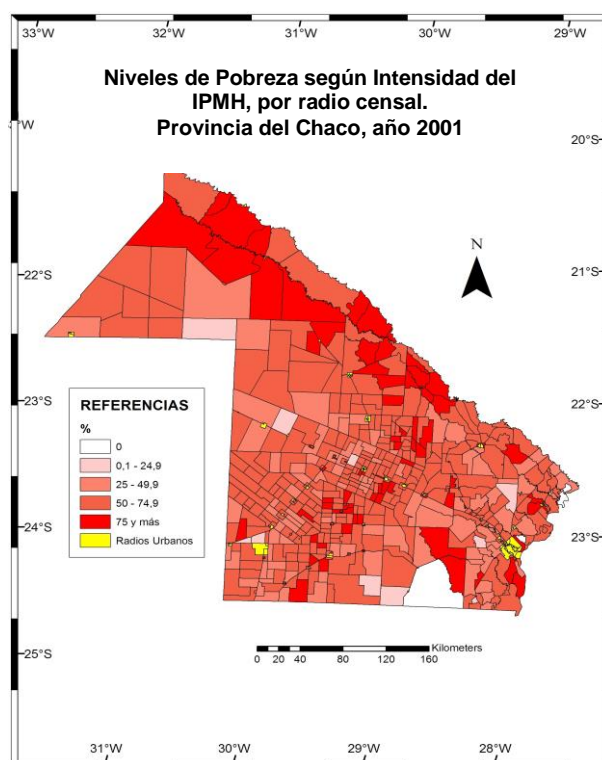 33°W 32°W 31°W 30°W 29°W
Niveles de Pobreza según Intensidad del
IPMH, por radio censal.
Provincia del Chaco, año 2001
°W
20°S
N
22°S
21°S
23°S
22°S
REFERENCIAS
%
0
0,1 - 24,9
25 - 49,9
50 - 74,9
75 y más
Radios Urbanos
24°S
23°S
25°S
Kilometers
0 20 40 80 120 160
31°W 30°W 29°W 28°W